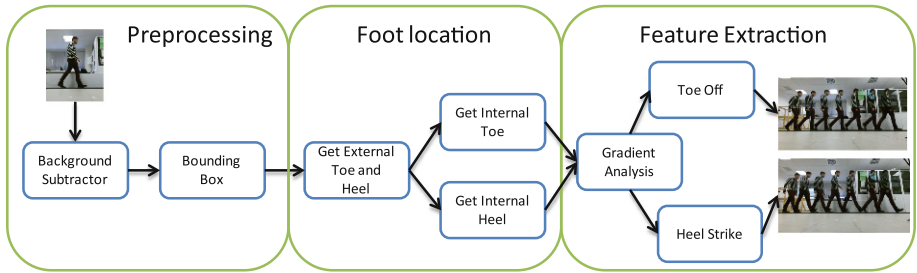 Preprocessing
Foot location
Feature Extraction
Background
Subtractor
Bounding
Box
Get External
Toe and
Heel
Get Internal
Toe
Get Internal
Heel
Gradient
Analysis
Toe Off
Heel Strike